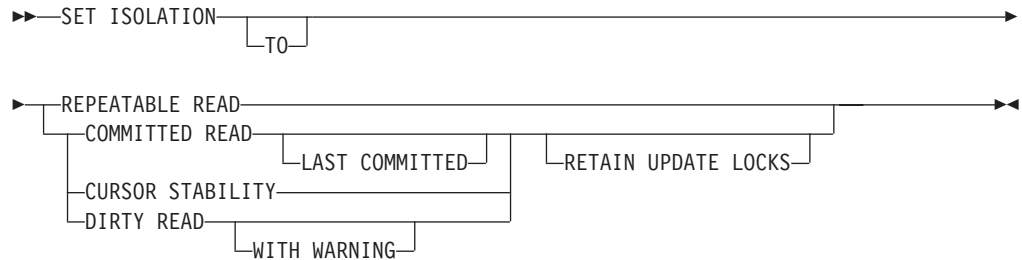 SET ISOLATION
TO
REPEATABLE READ
COMMITTED READ
LAST COMMITTED
RETAIN UPDATE LOCKS
CURSOR STABILITY
DIRTY READ
WITH WARNING